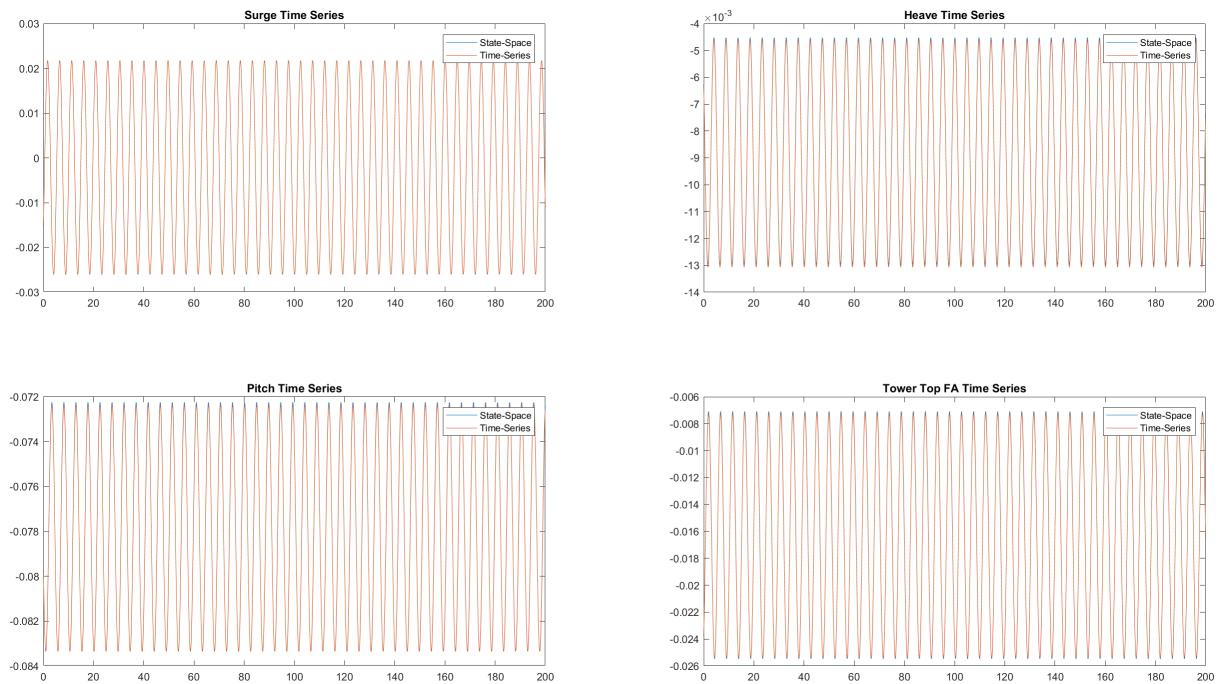 Surge Time Series
0.03
0.02
0.01
0
-0.01
-0.02
-0.03
0 20 40 60 80 100 120 140 160 180 200
State-Space
Time-Series
Heave Time Series
×10⁻³
-4
-5
-6
-7
-8
-9
-10
-11
-12
-13
-14
0 20 40 60 80 100 120 140 160 180 200
State-Space
Time-Series
Pitch Time Series
-0.072
-0.074
-0.076
-0.078
-0.08
-0.082
-0.084
0 20 40 60 80 100 120 140 160 180 200
State-Space
Time-Series
Tower Top FA Time Series
-0.006
-0.008
-0.01
-0.012
-0.014
-0.016
-0.018
-0.02
-0.022
-0.024
-0.026
0 20 40 60 80 100 120 140 160 180 200
State-Space
Time-Series